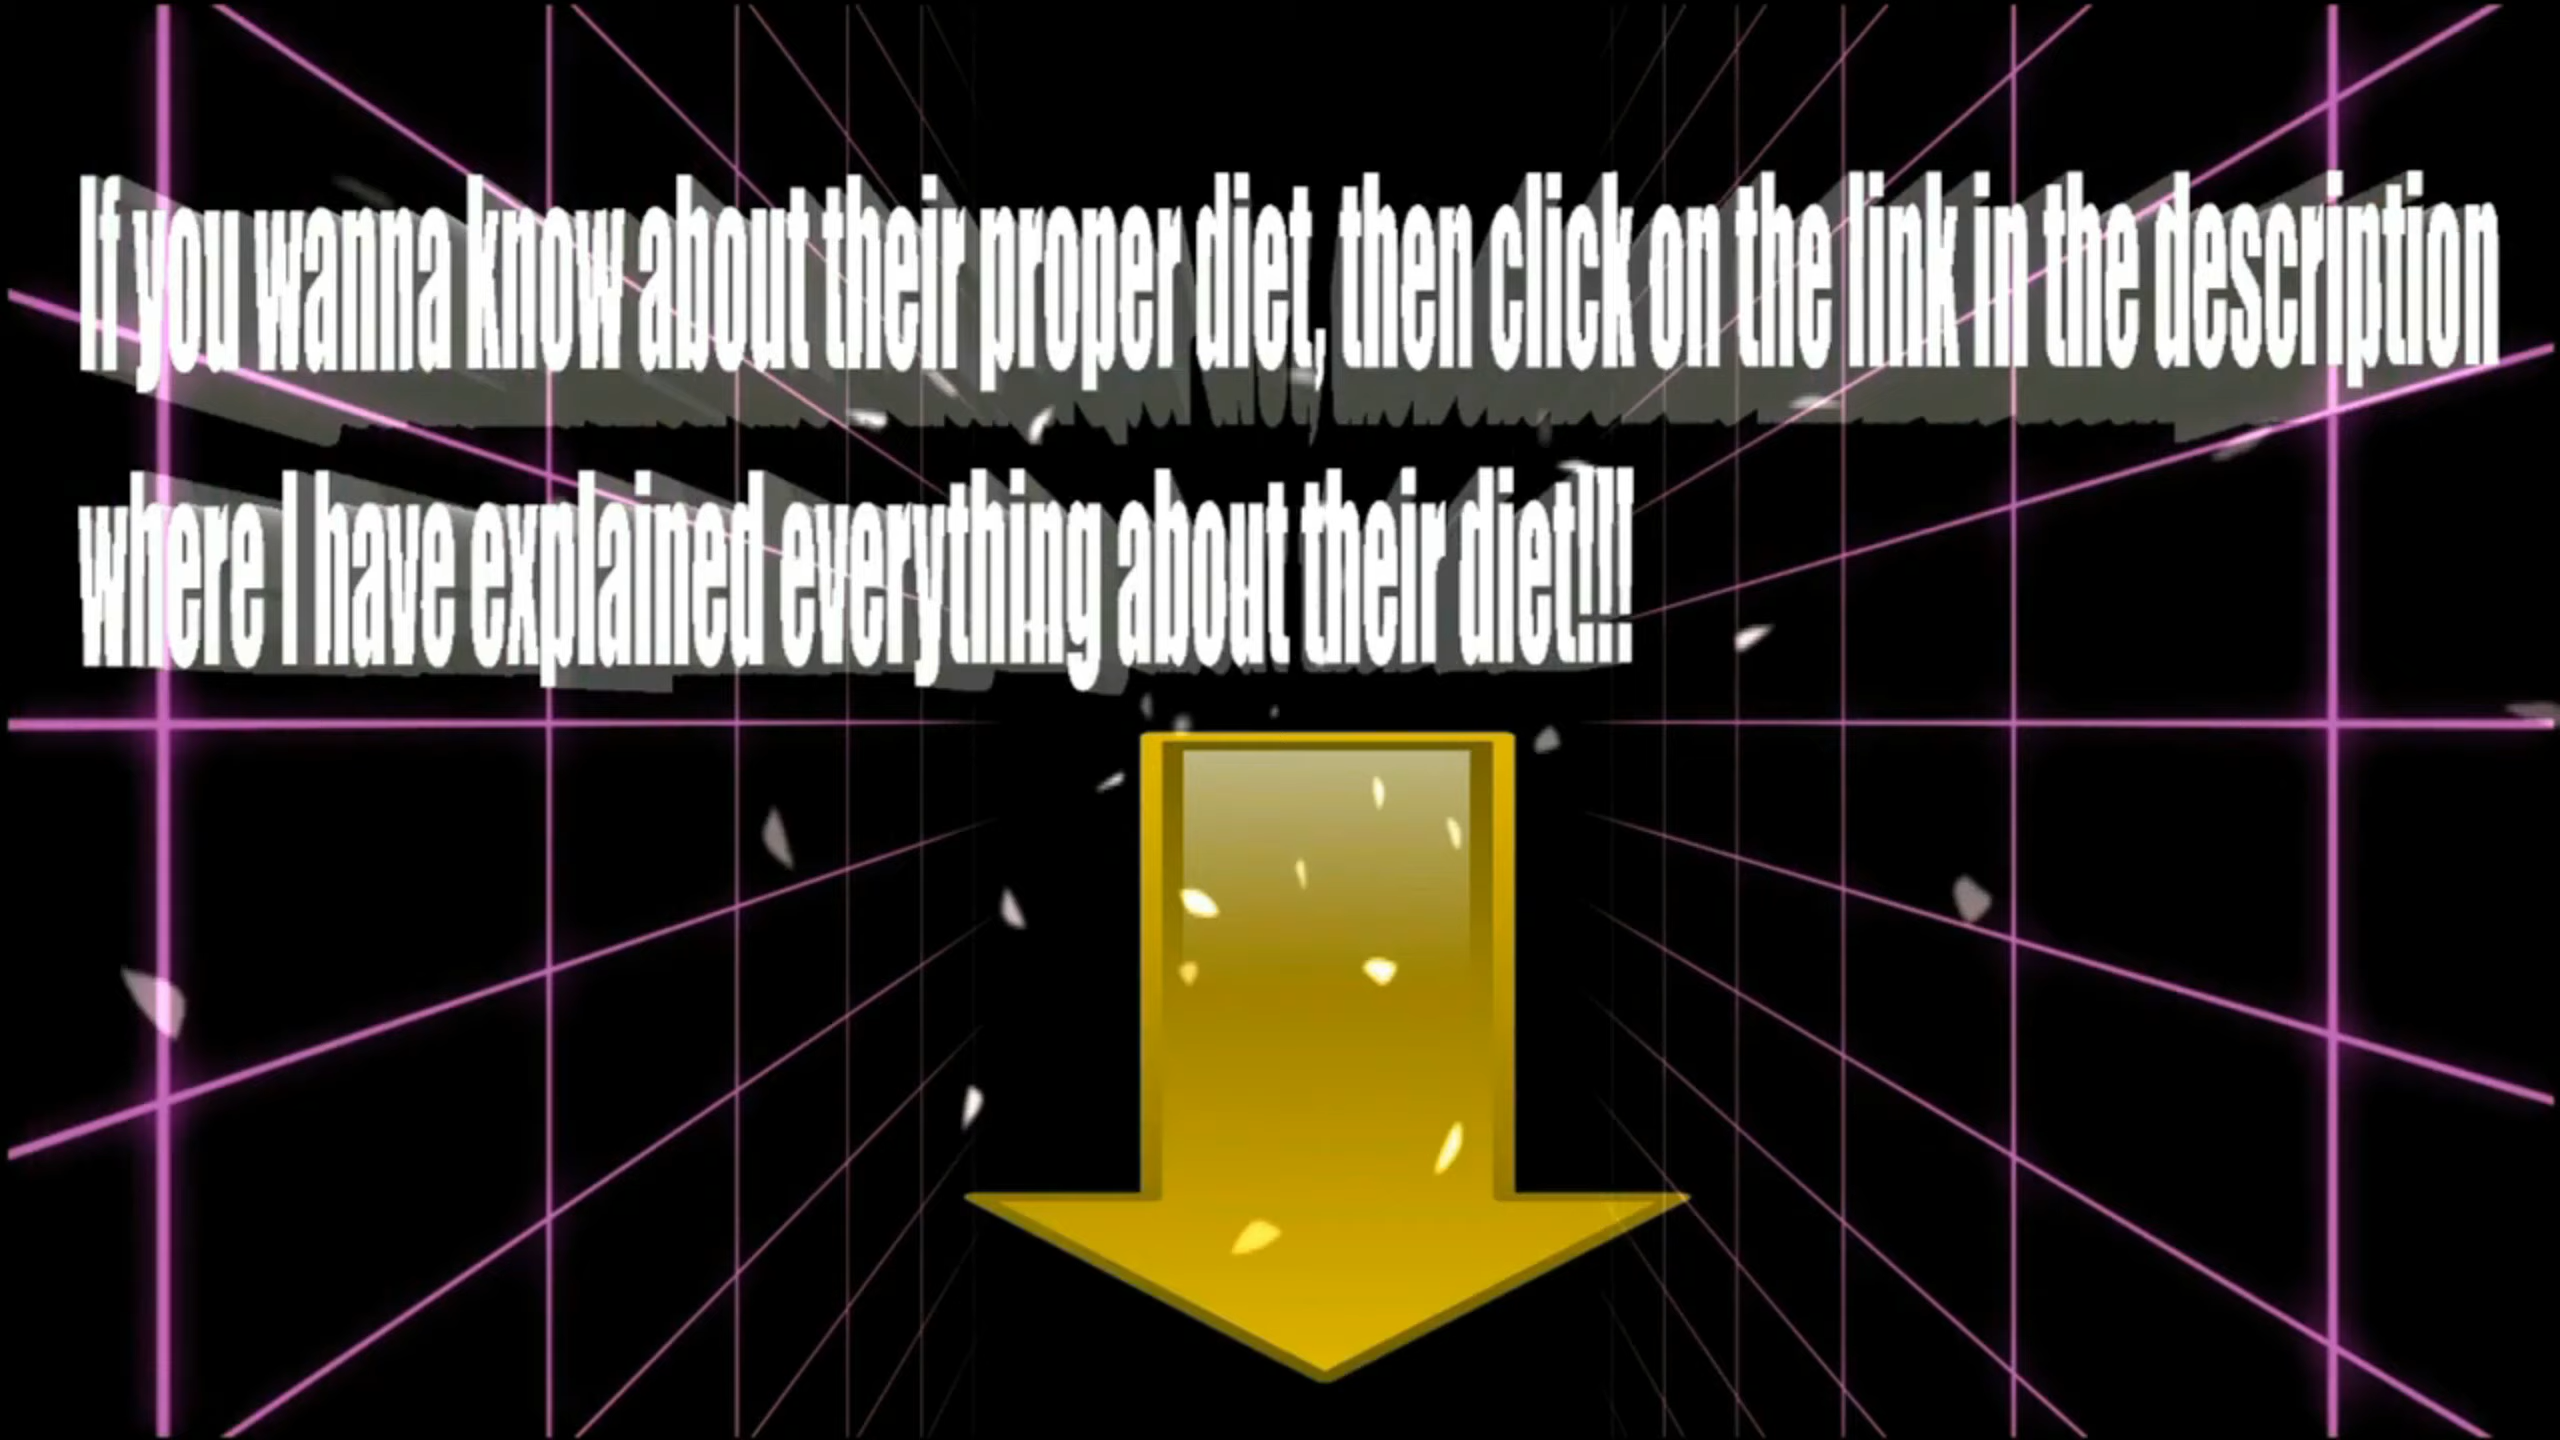 If you wanna know about their proper diet, then click on the link in the description
where I have explained everything about their diet!!!